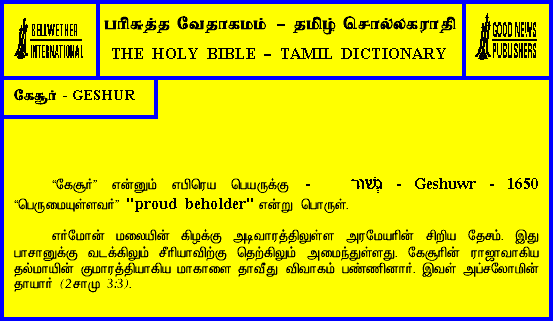 BELLWETHER
INTERNATIONAL
பரிசுத்த வேதாகமம் – தமிழ் சொல்லகராதி
THE HOLY BIBLE – TAMIL DICTIONARY
GOOD NEWS
PUBLISHERS
கேசூர் - GESHUR
“கேசூர்” என்னும் எபிரெய பெயருக்கு - גשׁוּר - Geshuwr - 1650
“பெருமையுள்ளவர்” "proud beholder" என்று பொருள்.
எர்மோன் மலையின் கிழக்கு அடிவாரத்திலுள்ள அரமேயரின் சிறிய தேசம். இது
பாசானுக்கு வடக்கிலும் சீரியாவிற்கு தெற்கிலும் அமைந்துள்ளது. கேசூரின் ராஜாவாகிய
தல்மாயின் குமாரத்தியாகிய மாகாளை தாவீது விவாகம் பண்ணினார். இவள் அப்சலோமின்
தாயார் (2சாமு 3:3).